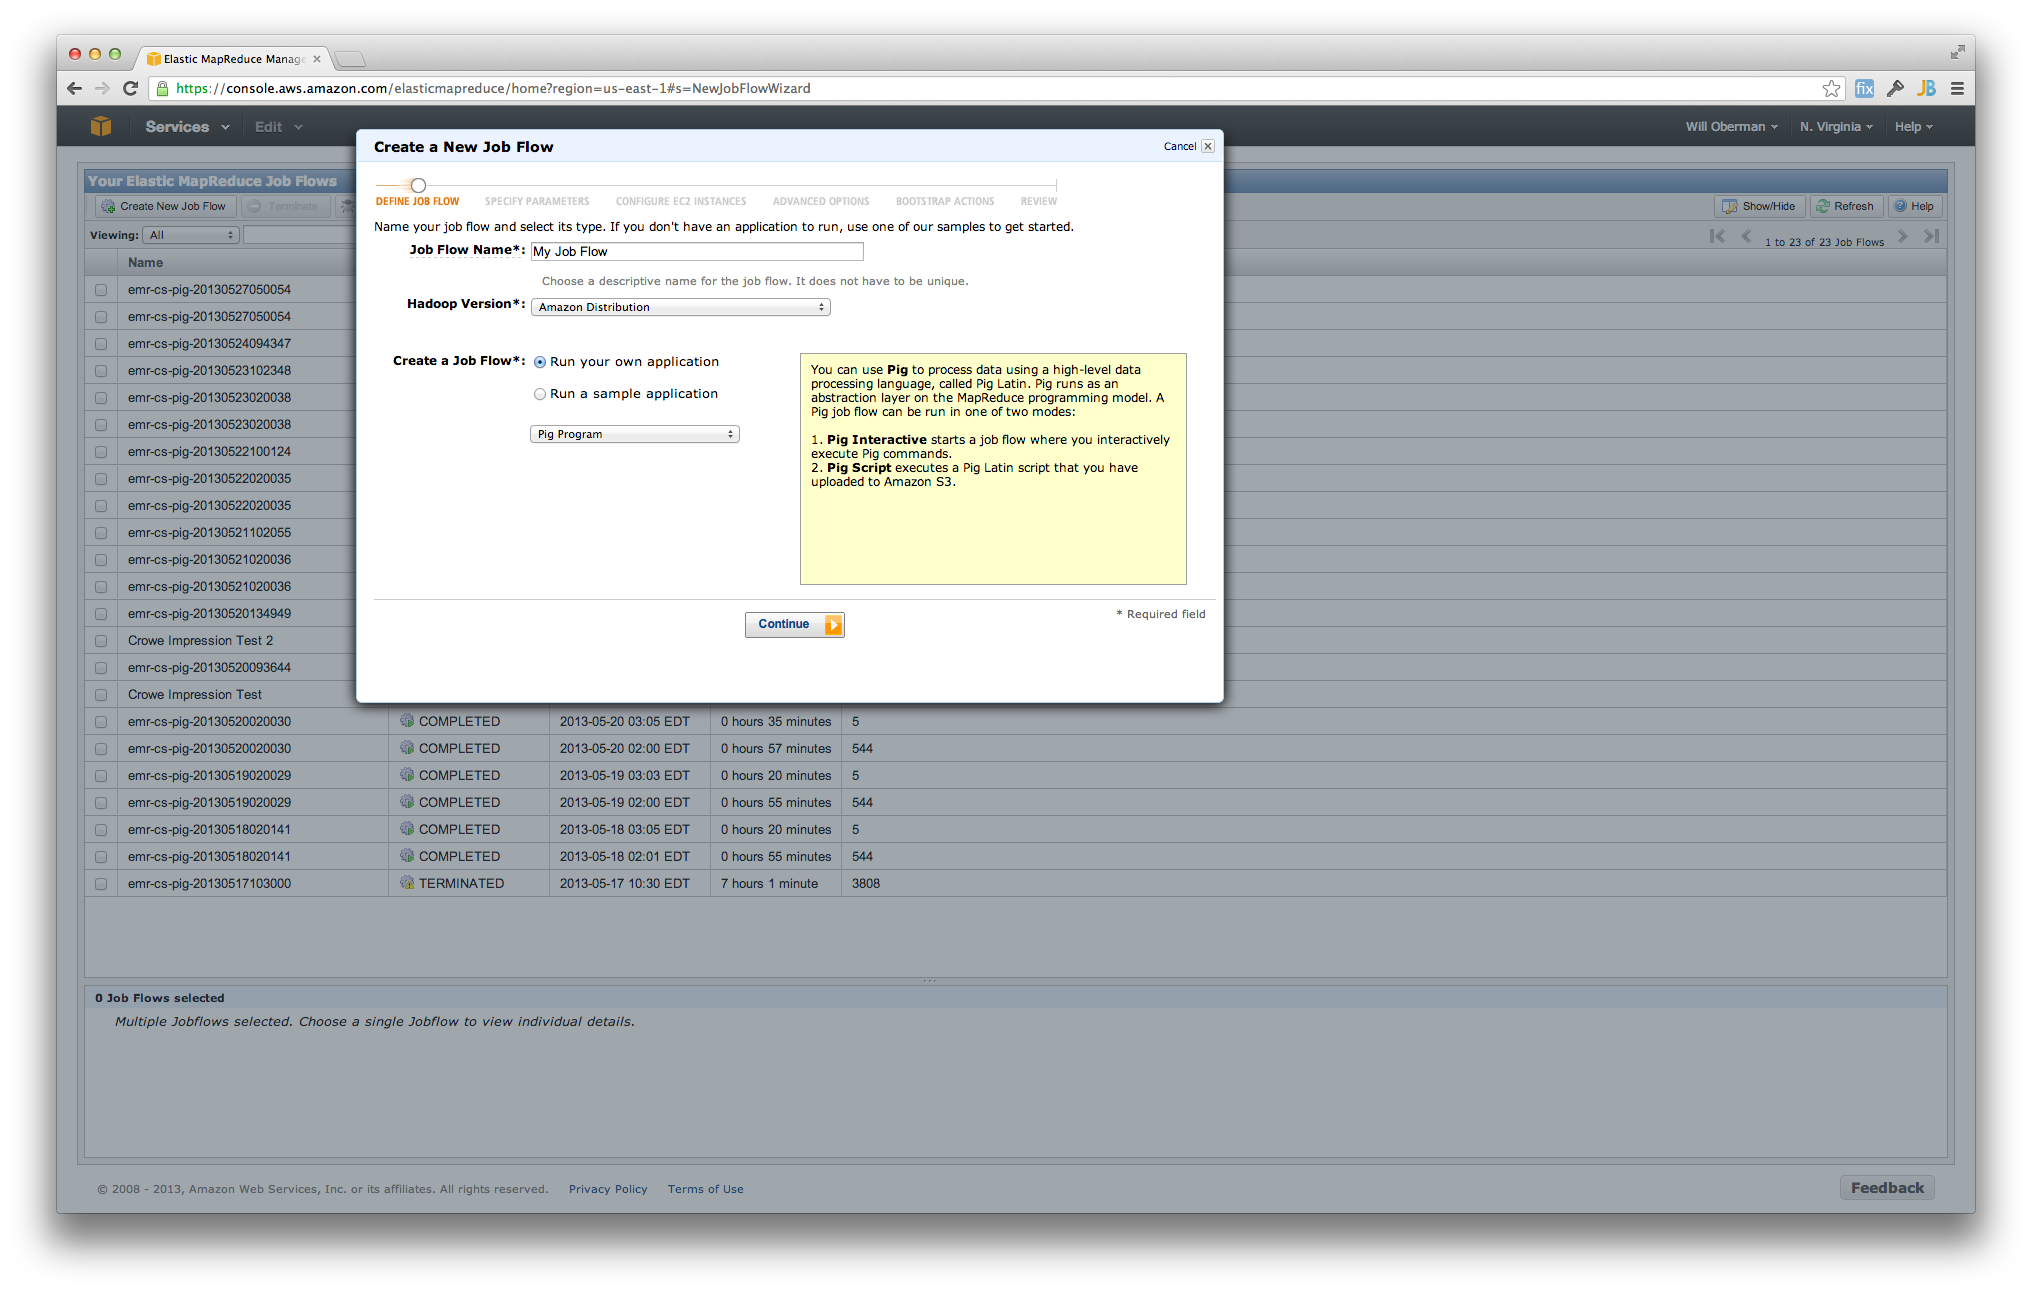 Elastic MapReduce Manage
https://console.aws.amazon.com/elasticmapreduce/home?region=us-east-1#s=NewJobFlowWizard
fix
JB
Services
Edit
Will Oberman
N. Virginia
Help
Your Elastic MapReduce Job Flows
Create New Job Flow
Terminate
Show/Hide
Refresh
Help
Viewing: All
1 to 23 of 23 Job Flows
Name
emr-cs-pig-20130527050054
emr-cs-pig-20130527050054
emr-cs-pig-20130524094347
emr-cs-pig-20130523102348
emr-cs-pig-20130523020038
emr-cs-pig-20130523020038
emr-cs-pig-20130522100124
emr-cs-pig-20130522020035
emr-cs-pig-20130522020035
emr-cs-pig-20130521102055
emr-cs-pig-20130521020036
emr-cs-pig-20130521020036
emr-cs-pig-20130520134949
Crowe Impression Test 2
emr-cs-pig-20130520093644
Crowe Impression Test
emr-cs-pig-20130520020030 COMPLETED 2013-05-20 03:05 EDT 0 hours 35 minutes 5
emr-cs-pig-20130520020030 COMPLETED 2013-05-20 02:00 EDT 0 hours 57 minutes 544
emr-cs-pig-20130519020029 COMPLETED 2013-05-19 03:03 EDT 0 hours 20 minutes 5
emr-cs-pig-20130519020029 COMPLETED 2013-05-19 02:00 EDT 0 hours 55 minutes 544
emr-cs-pig-20130518020141 COMPLETED 2013-05-18 03:05 EDT 0 hours 20 minutes 5
emr-cs-pig-20130518020141 COMPLETED 2013-05-18 02:01 EDT 0 hours 55 minutes 544
emr-cs-pig-20130517103000 TERMINATED 2013-05-17 10:30 EDT 7 hours 1 minute 3808
Create a New Job Flow
Cancel
DEFINE JOB FLOW
SPECIFY PARAMETERS
CONFIGURE EC2 INSTANCES
ADVANCED OPTIONS
BOOTSTRAP ACTIONS
REVIEW
Name your job flow and select its type. If you don't have an application to run, use one of our samples to get started.
Job Flow Name*: My Job Flow
Choose a descriptive name for the job flow. It does not have to be unique.
Hadoop Version*: Amazon Distribution
Create a Job Flow*: Run your own application
Run a sample application
Pig Program
You can use Pig to process data using a high-level data
processing language, called Pig Latin. Pig runs as an
abstraction layer on the MapReduce programming model. A
Pig job flow can be run in one of two modes:
1. Pig Interactive starts a job flow where you interactively
execute Pig commands.
2. Pig Script executes a Pig Latin script that you have
uploaded to Amazon S3.
Continue
* Required field
0 Job Flows selected
Multiple Jobflows selected. Choose a single Jobflow to view individual details.
© 2008 - 2013, Amazon Web Services, Inc. or its affiliates. All rights reserved. Privacy Policy Terms of Use
Feedback